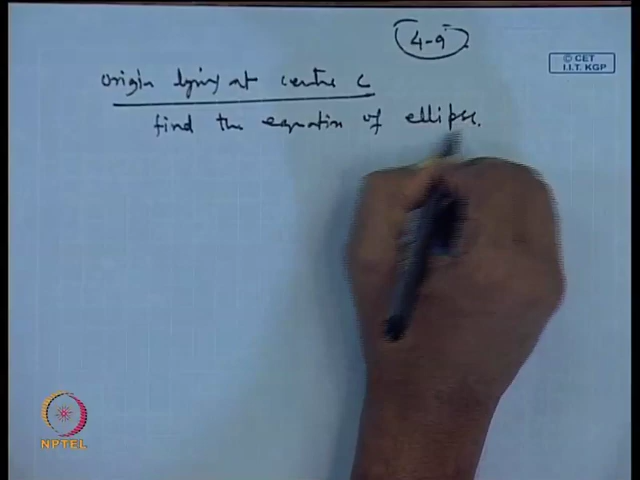 4-9
© CET
I.I.T. KGP
origin lying at centre C
find the equation of ellipse.
NPTEL